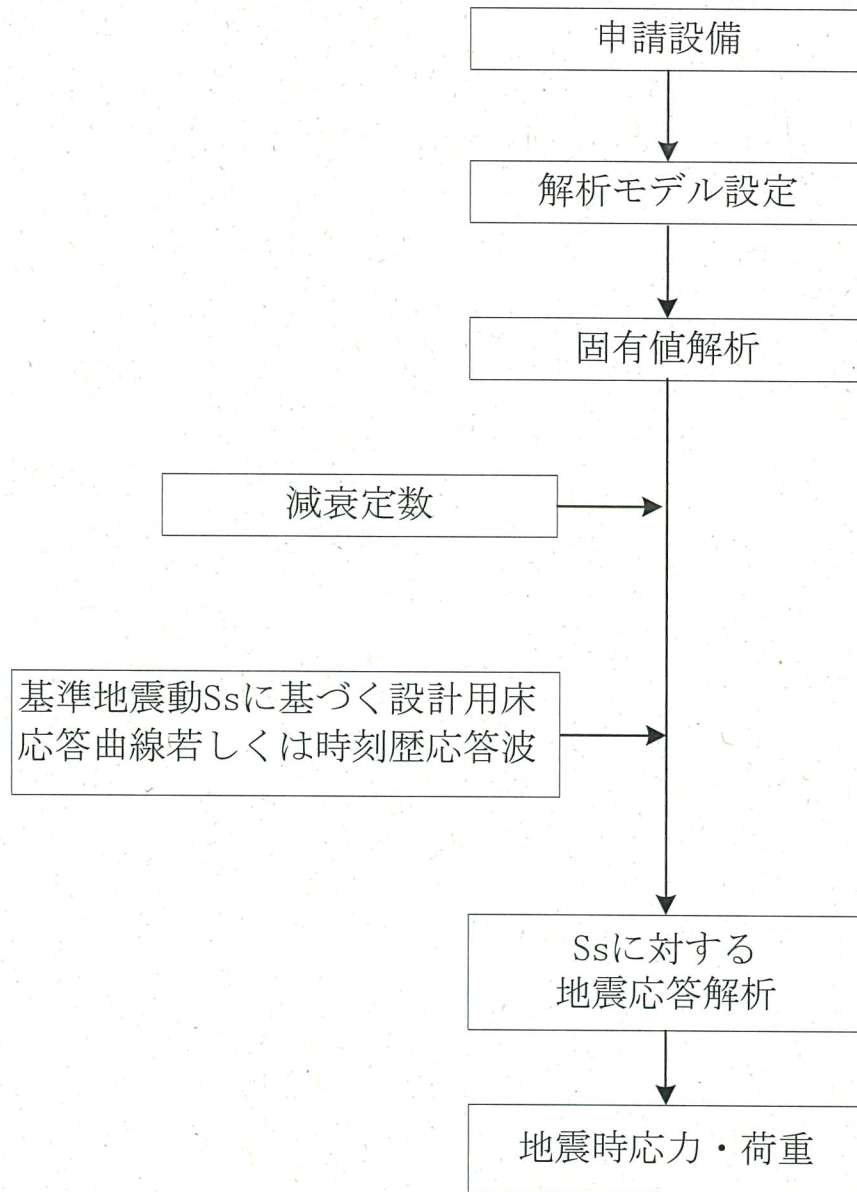 申請設備
解析モデル設定
固有値解析
減衰定数
基準地震動Ssに基づく設計用床
応答曲線若しくは時刻歴応答波
Ssに対する
地震応答解析
地震時応力・荷重